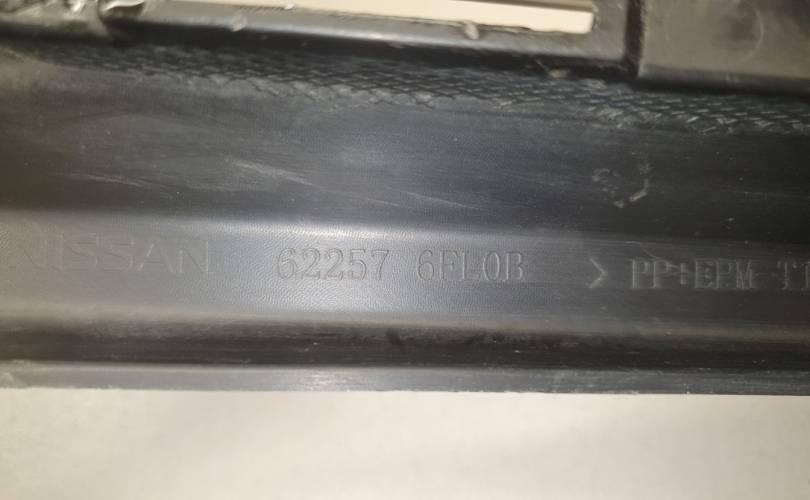 NISSAN 62257 6FL0B > PP+EPM-T